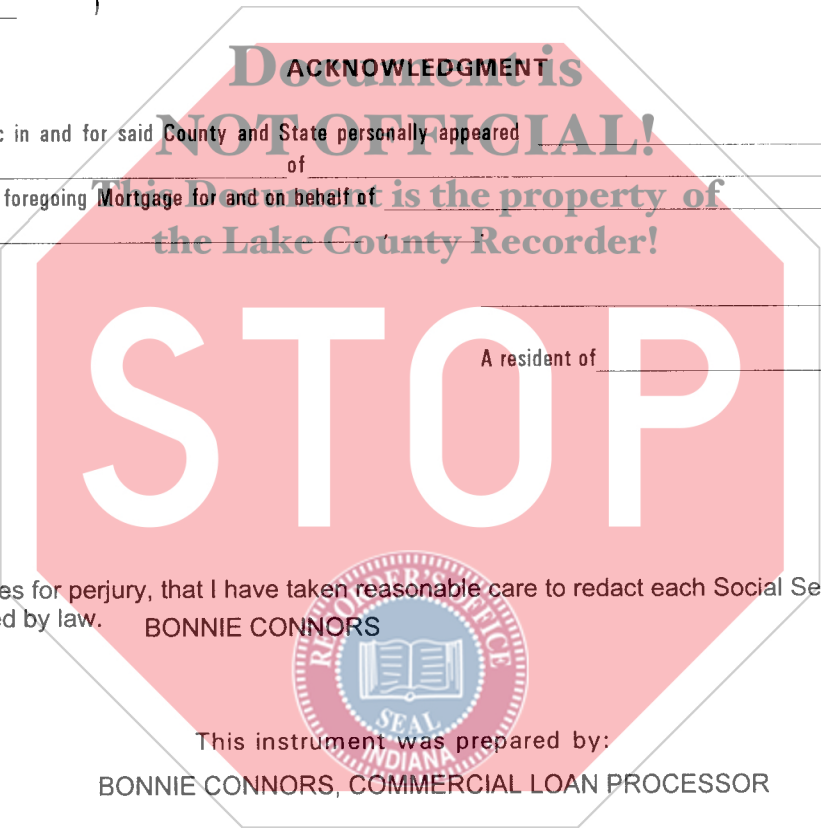 )
Document is
ACKNOWLEDGMENT
in and for said County and State personally appeared
NOT OFFICIAL!
of
foregoing Mortgage for and on behalf of
This Document is the property of
the Lake County Recorder!
STOP
A resident of
es for perjury, that I have taken reasonable care to redact each Social Se
ed by law. BONNIE CONNORS
RECORDER'S OFFICE
SEAL
INDIANA
This instrument was prepared by:
BONNIE CONNORS, COMMERCIAL LOAN PROCESSOR